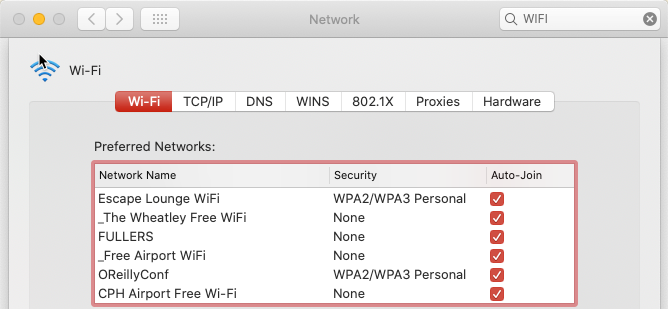 Network
WIFI
Wi-Fi
Wi-Fi TCP/IP DNS WINS 802.1X Proxies Hardware
Preferred Networks:
Network Name Security Auto-Join
Escape Lounge WiFi WPA2/WPA3 Personal
_The Wheatley Free WiFi None
FULLERS None
_Free Airport WiFi None
OReillyConf WPA2/WPA3 Personal
CPH Airport Free Wi-Fi None